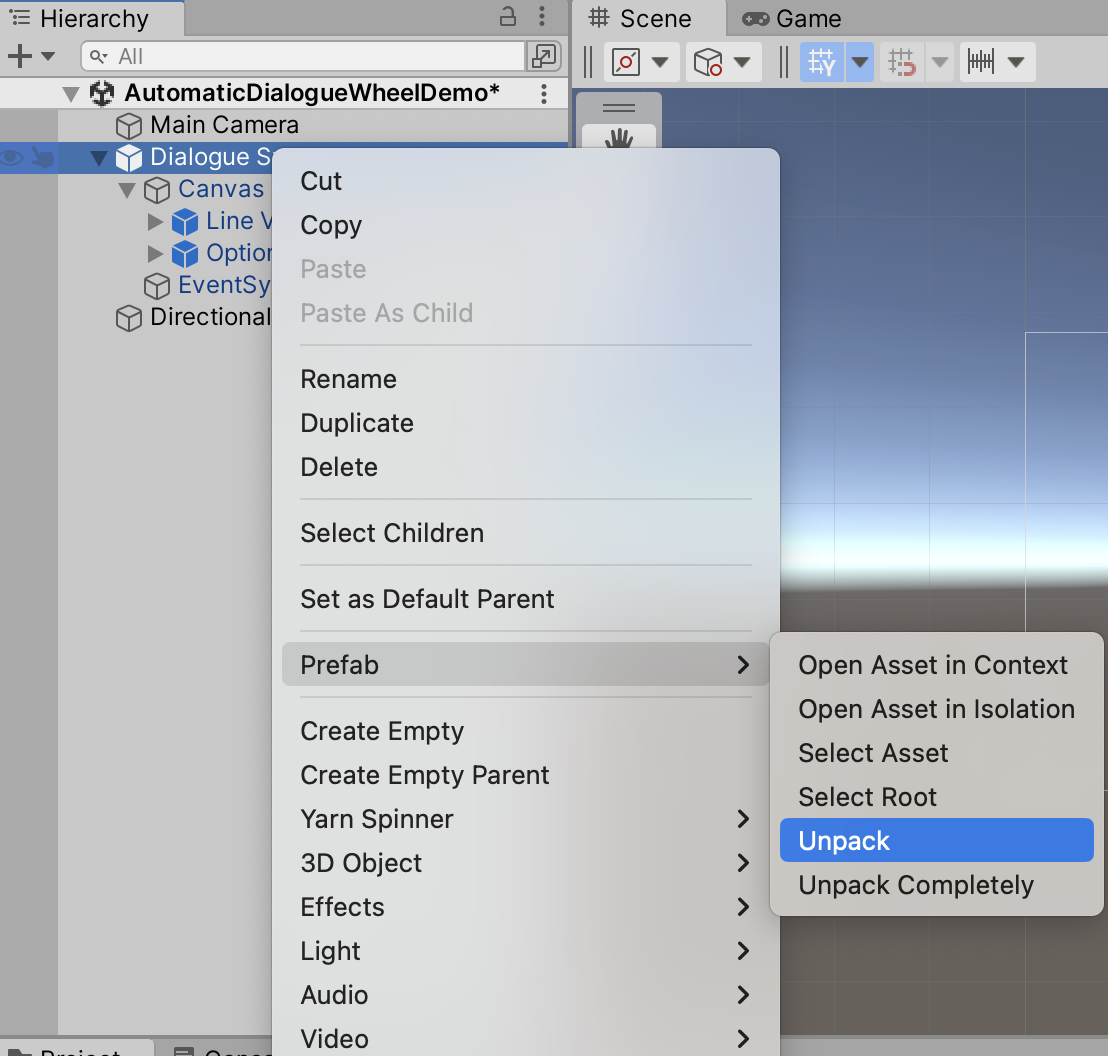 Hierarchy
Scene
Game
All
AutomaticDialogueWheelDemo*
Main Camera
Dialogue S
Canvas
Line V
Option
EventSy
Directional
Cut
Copy
Paste
Paste As Child
Rename
Duplicate
Delete
Select Children
Set as Default Parent
Prefab
Open Asset in Context
Open Asset in Isolation
Select Asset
Select Root
Unpack
Unpack Completely
Create Empty
Create Empty Parent
Yarn Spinner
3D Object
Effects
Light
Audio
Video
Project